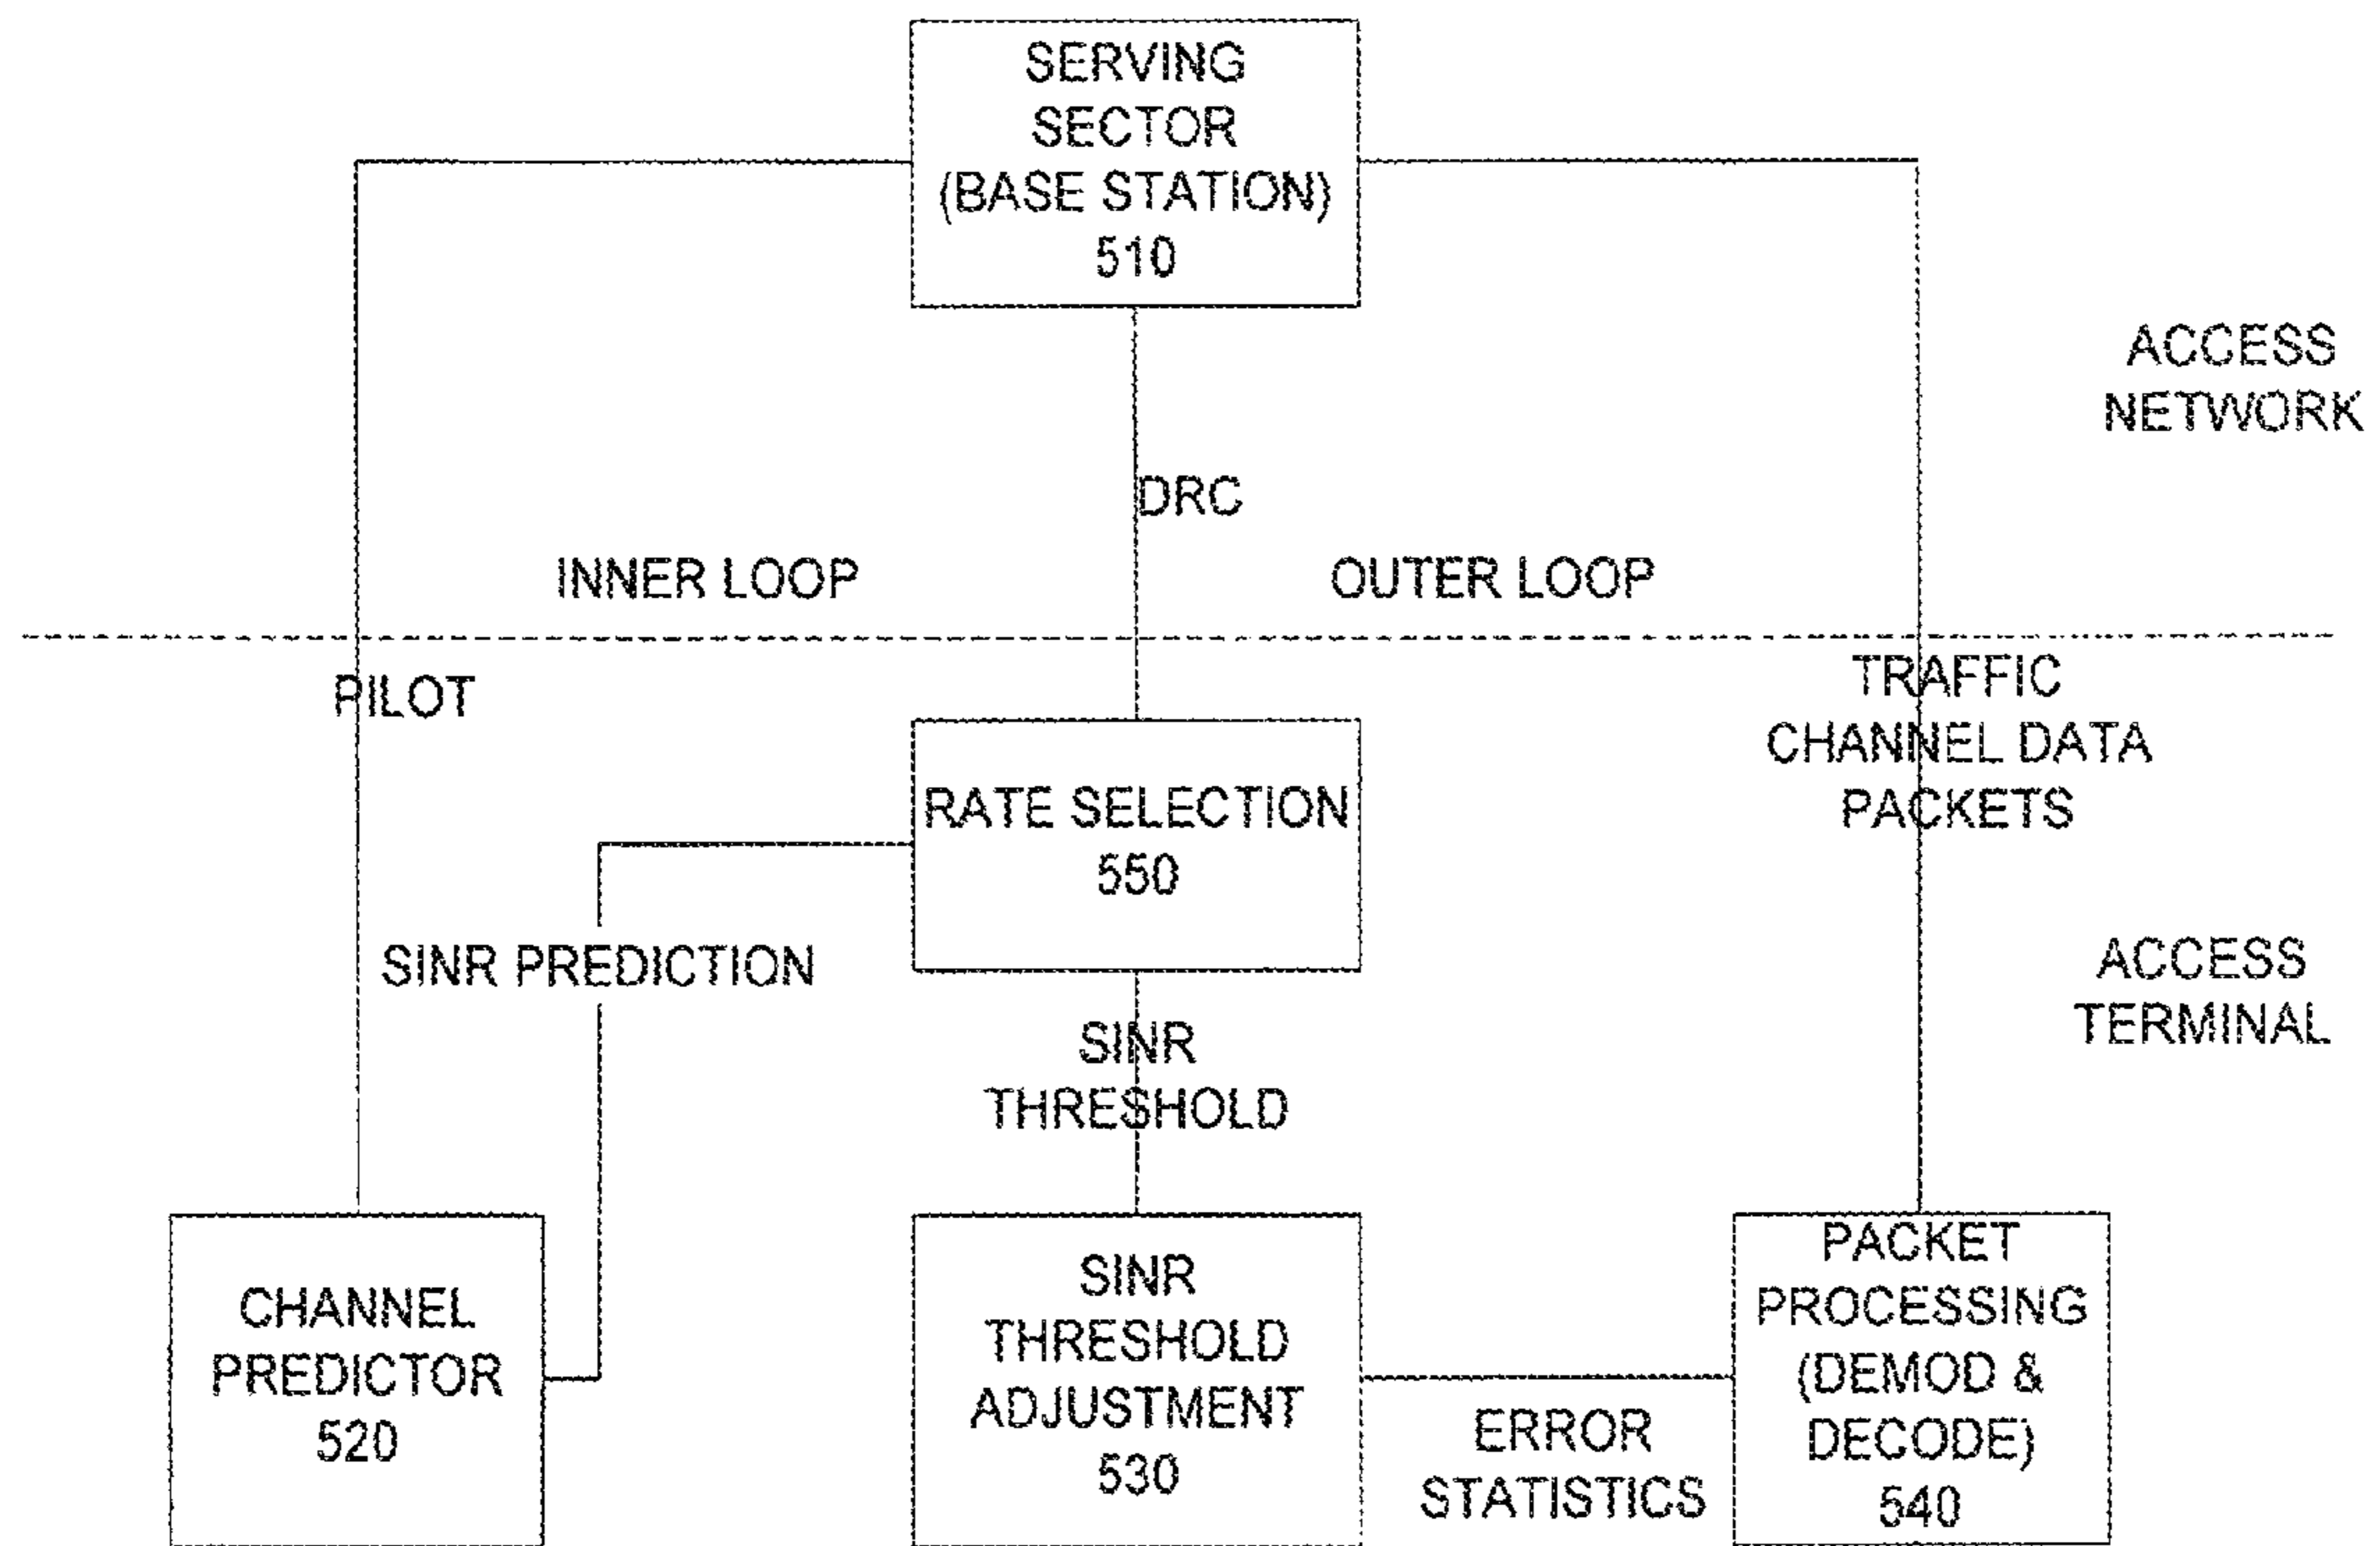 SERVING
SECTOR
(BASE STATION)
510
ACCESS
NETWORK
DRC
INNER LOOP
OUTER LOOP
PILOT
TRAFFIC
CHANNEL DATA
PACKETS
RATE SELECTION
550
SINR PREDICTION
ACCESS
TERMINAL
SINR
THRESHOLD
CHANNEL
PREDICTOR
520
SINR
THRESHOLD
ADJUSTMENT
530
ERROR
STATISTICS
PACKET
PROCESSING
(DEMOD &
DECODE)
540